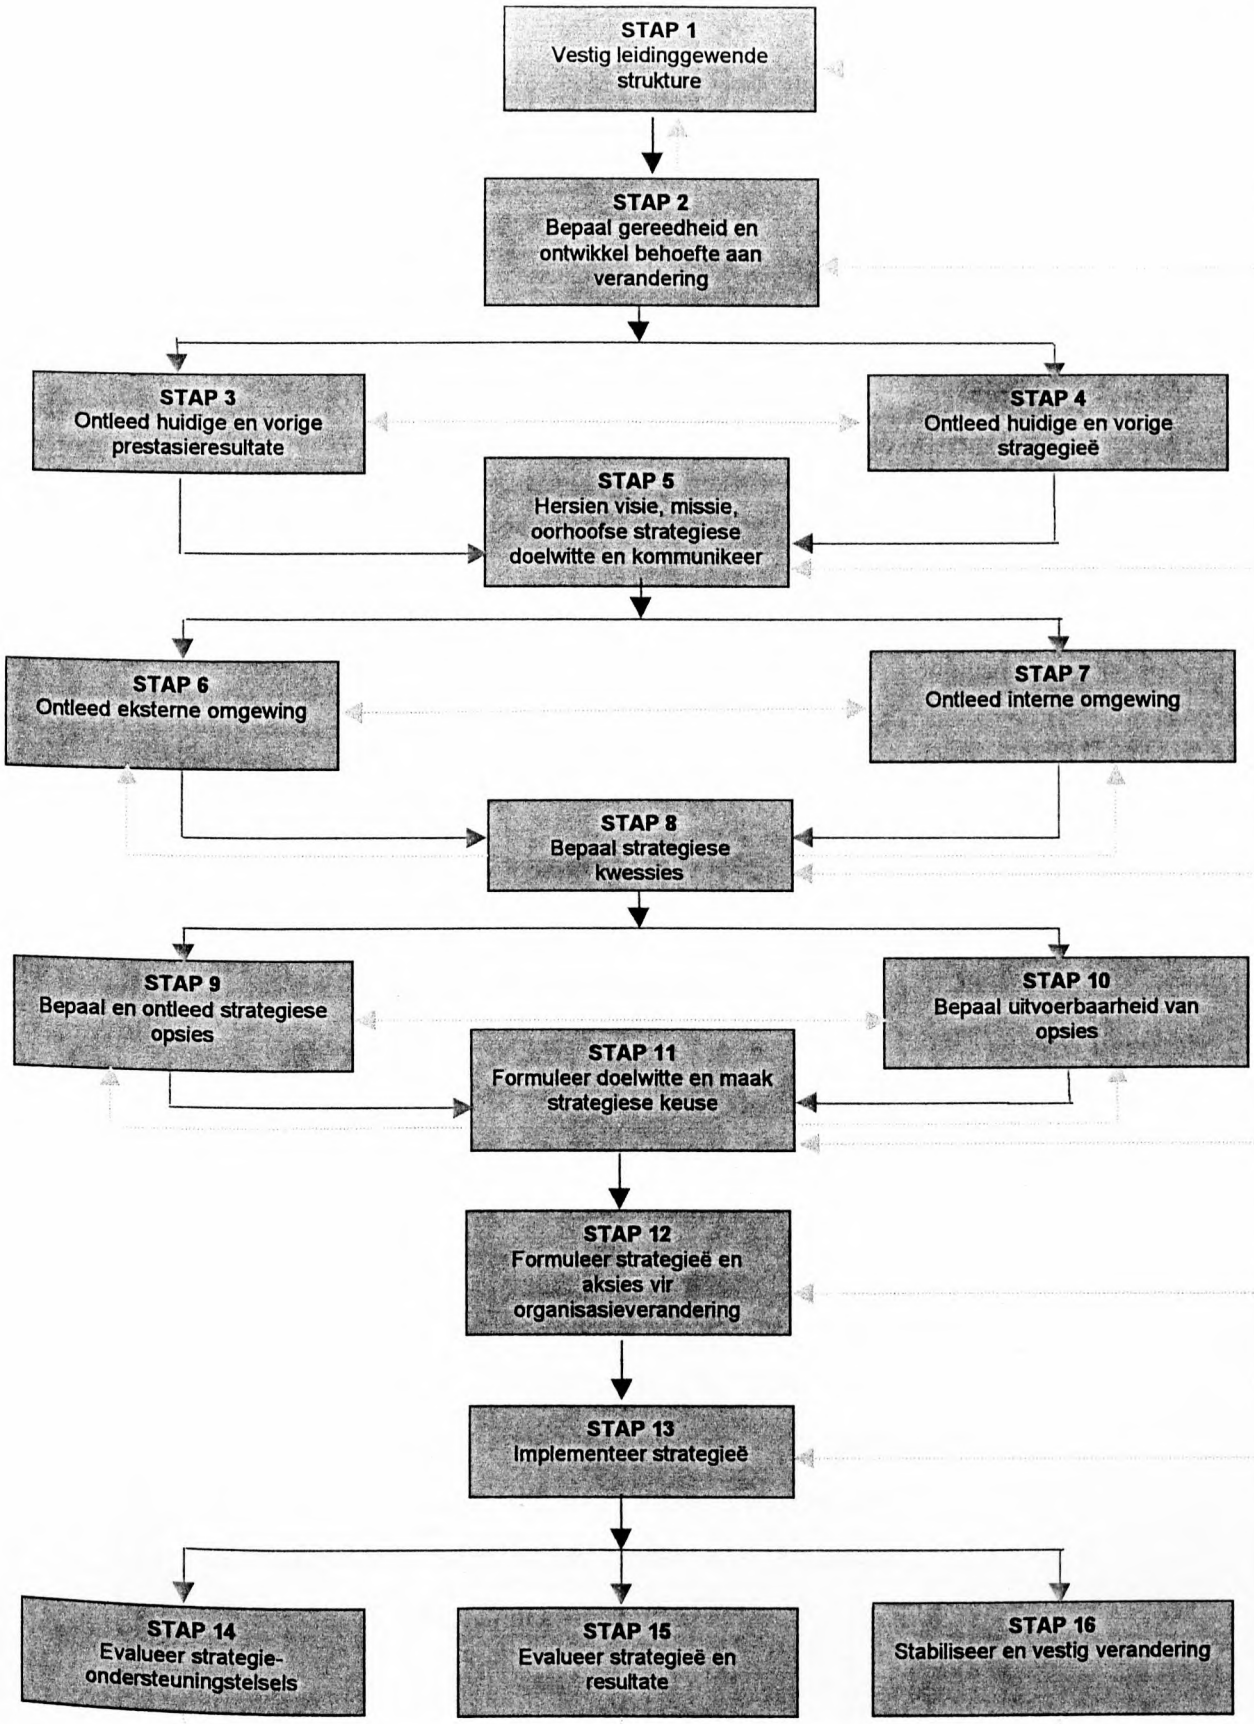 STAP 1
Vestig leidinggewende
strukture
STAP 2
Bepaal gereedheid en
ontwikkel behoefte aan
verandering
STAP 3
Ontleed huidige en vorige
prestasieresultate
STAP 4
Ontleed huidige en vorige
stragegieë
STAP 5
Hersien visie, missie,
oorhoofse strategiese
doelwitte en kommunikeer
STAP 6
Ontleed eksterne omgewing
STAP 7
Ontleed interne omgewing
STAP 8
Bepaal strategiese
kwessies
STAP 9
Bepaal en ontleed strategiese
opsies
STAP 10
Bepaal uitvoerbaarheid van
opsies
STAP 11
Formuleer doelwitte en maak
strategiese keuse
STAP 12
Formuleer strategieë en
aksies vir
organisasieverandering
STAP 13
Implementeer strategieë
STAP 14
Evalueer strategie-
ondersteuningstelsels
STAP 15
Evalueer strategieë en
resultate
STAP 16
Stabiliseer en vestig verandering